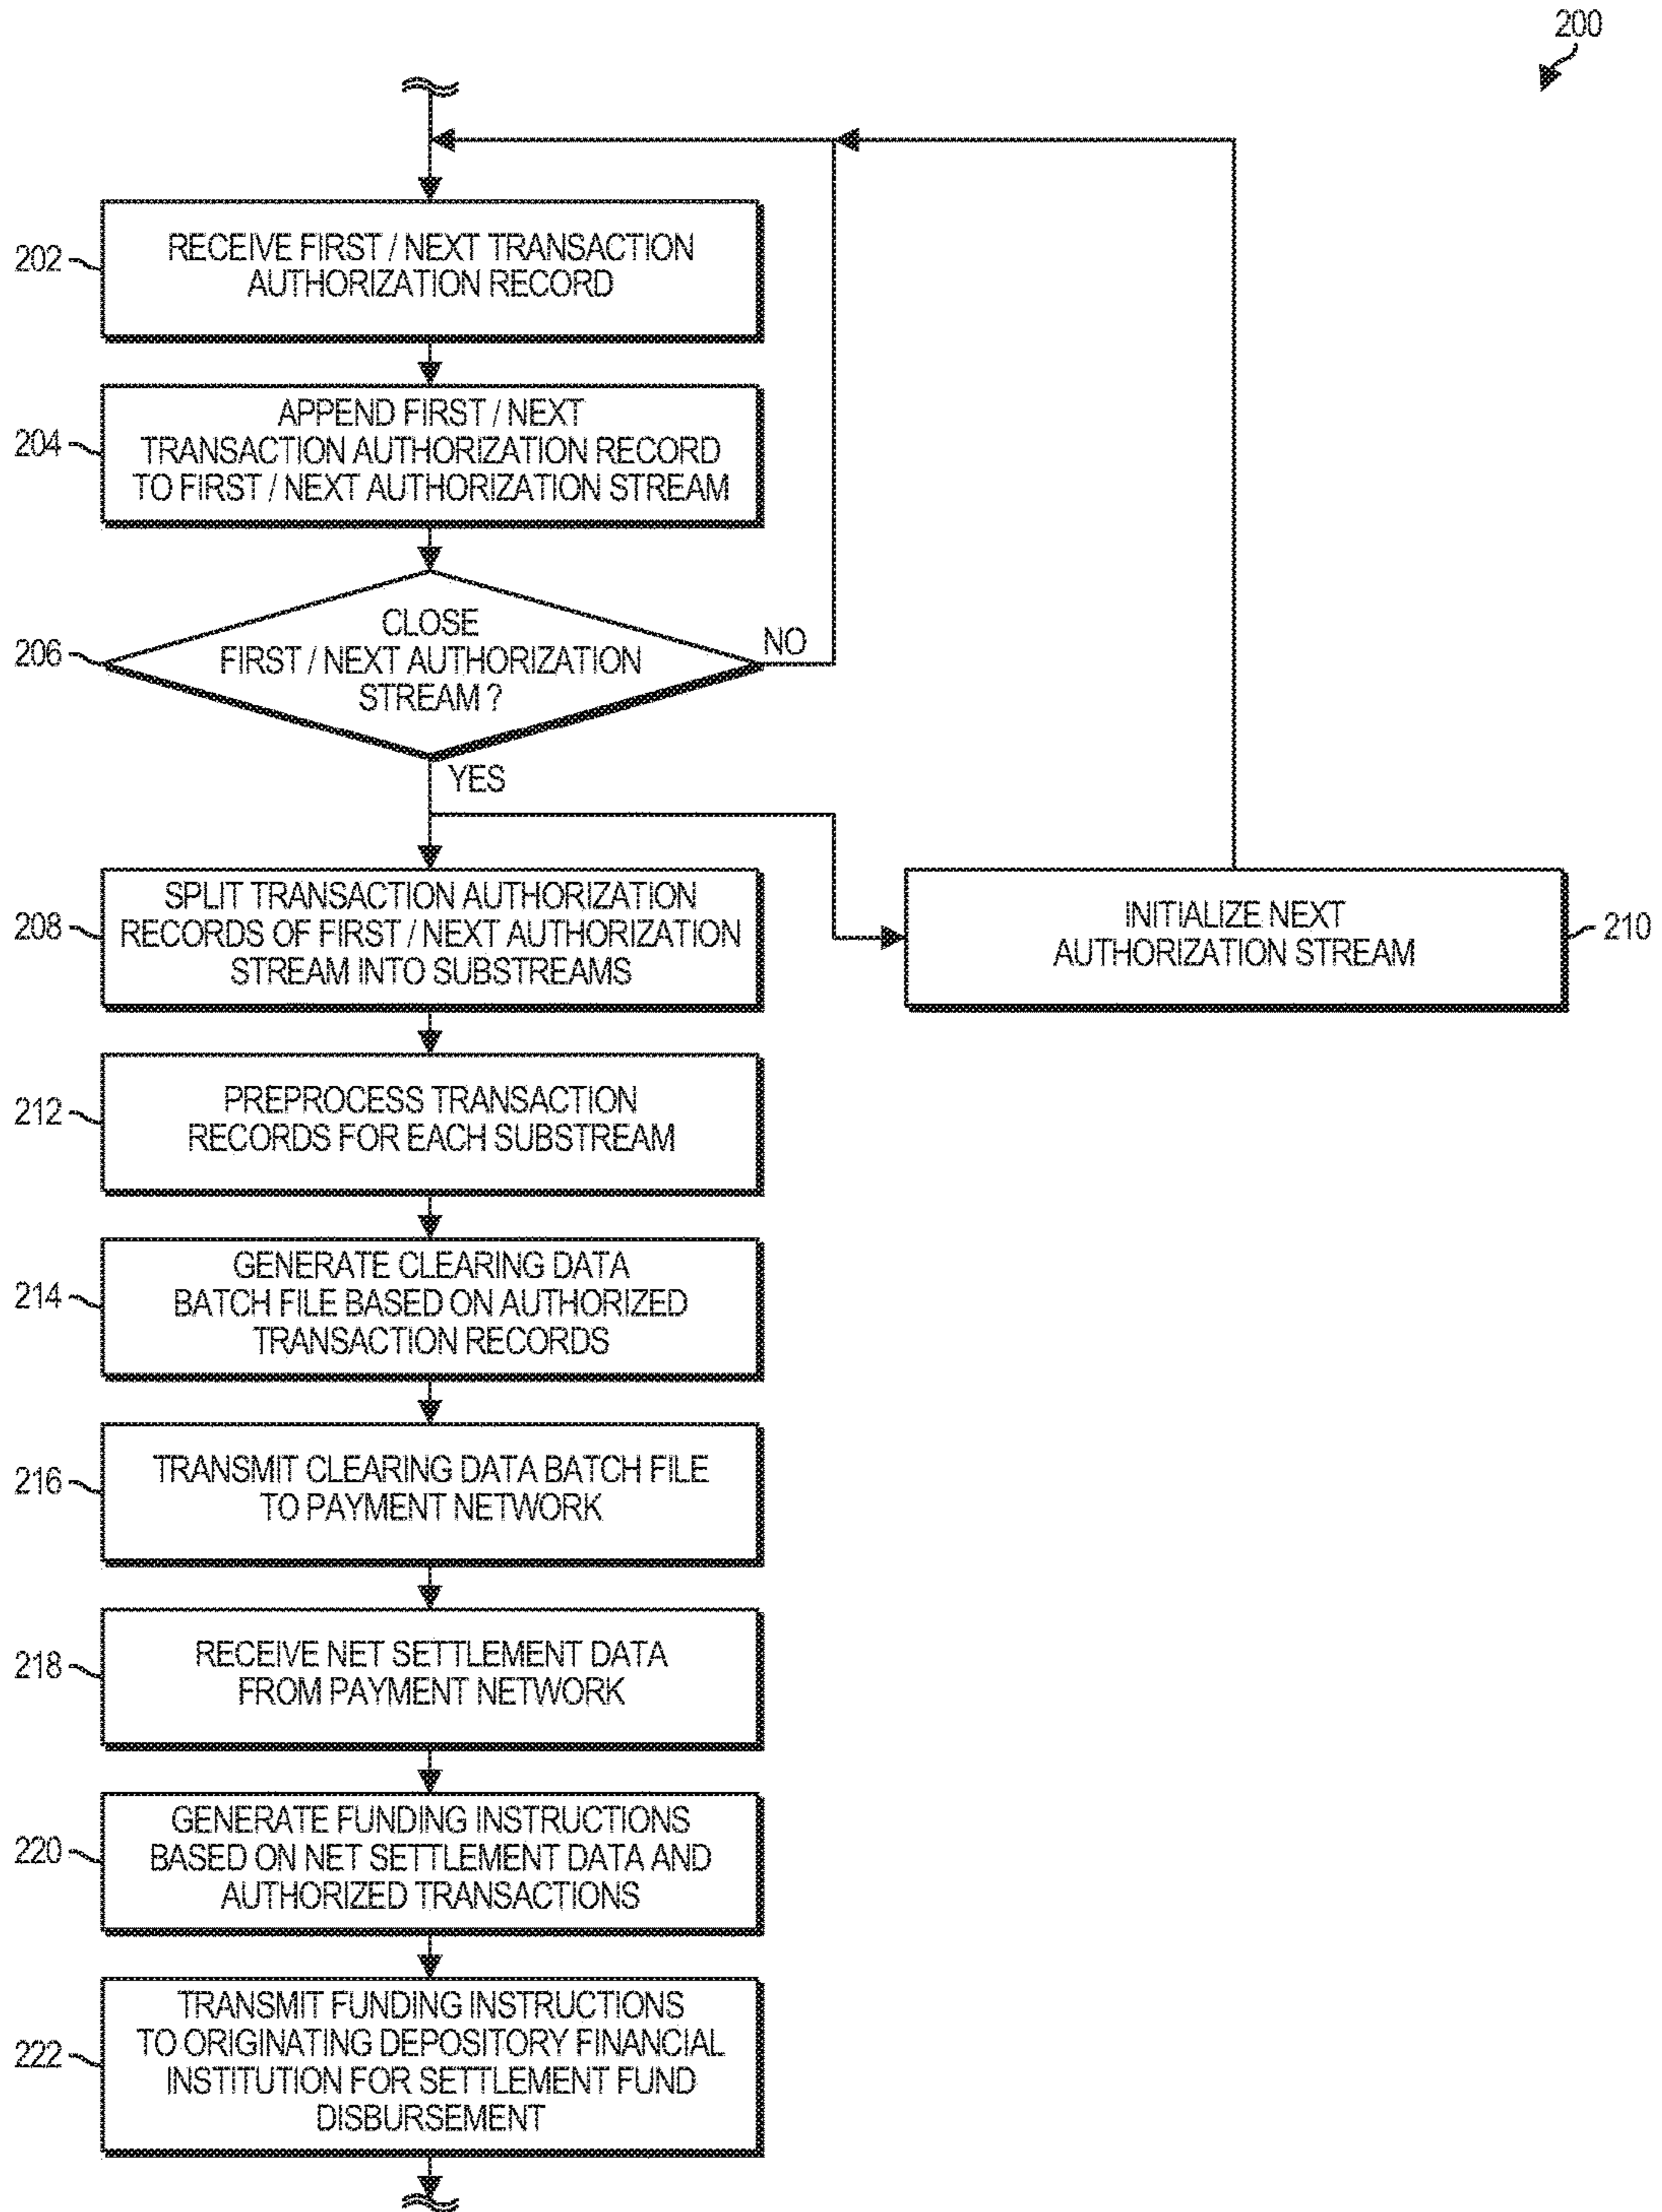 200
202
RECEIVE FIRST / NEXT TRANSACTION
AUTHORIZATION RECORD
204
APPEND FIRST / NEXT
TRANSACTION AUTHORIZATION RECORD
TO FIRST / NEXT AUTHORIZATION STREAM
206
CLOSE
FIRST / NEXT AUTHORIZATION
STREAM ?
NO
YES
208
SPLIT TRANSACTION AUTHORIZATION
RECORDS OF FIRST / NEXT AUTHORIZATION
STREAM INTO SUBSTREAMS
INITIALIZE NEXT
AUTHORIZATION STREAM
210
212
PREPROCESS TRANSACTION
RECORDS FOR EACH SUBSTREAM
214
GENERATE CLEARING DATA
BATCH FILE BASED ON AUTHORIZED
TRANSACTION RECORDS
216
TRANSMIT CLEARING DATA BATCH FILE
TO PAYMENT NETWORK
218
RECEIVE NET SETTLEMENT DATA
FROM PAYMENT NETWORK
220
GENERATE FUNDING INSTRUCTIONS
BASED ON NET SETTLEMENT DATA AND
AUTHORIZED TRANSACTIONS
222
TRANSMIT FUNDING INSTRUCTIONS
TO ORIGINATING DEPOSITORY FINANCIAL
INSTITUTION FOR SETTLEMENT FUND
DISBURSEMENT